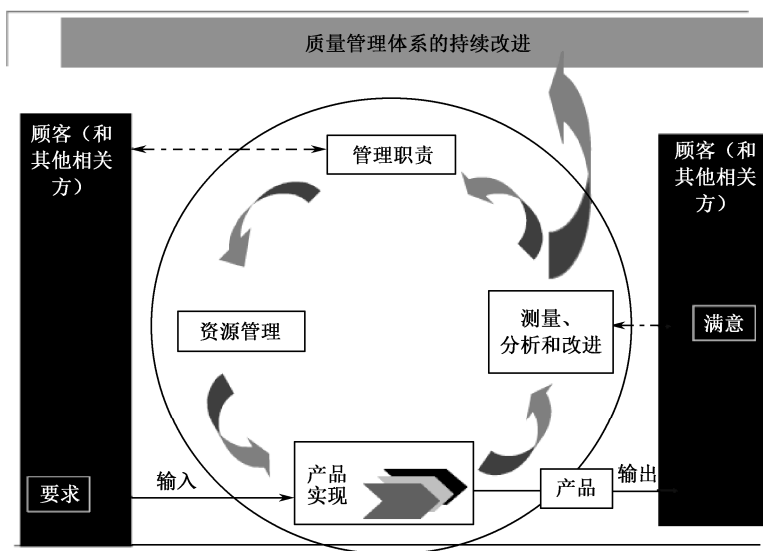 质量管理体系的持续改进
顾客（和
其他相关
方）
管理职责
顾客（和
其他相关
方）
资源管理
测量、
分析和改进
满意
要求
输入
产品
实现
产品
输出